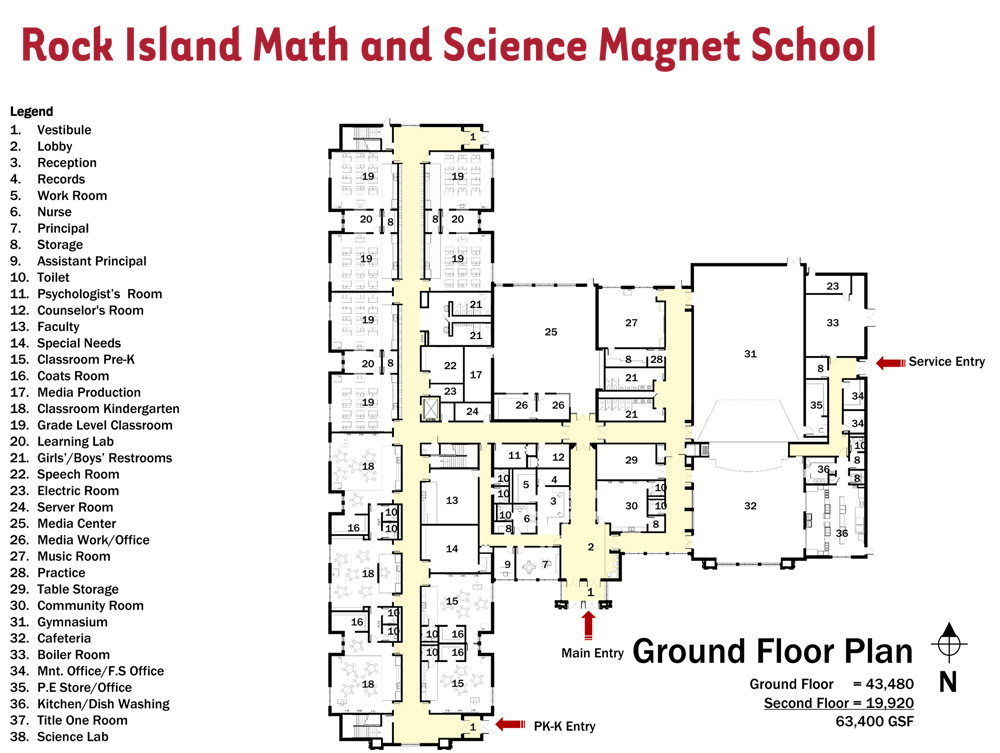 Rock Island Math and Science Magnet School
Legend
1. Vestibule
2. Lobby
3. Reception
4. Records
5. Work Room
6. Nurse
7. Principal
8. Storage
9. Assistant Principal
10. Toilet
11. Psychologist's Room
12. Counselor's Room
13. Faculty
14. Special Needs
15. Classroom Pre-K
16. Coats Room
17. Media Production
18. Classroom Kindergarten
19. Grade Level Classroom
20. Learning Lab
21. Girls'/Boys' Restrooms
22. Speech Room
23. Electric Room
24. Server Room
25. Media Center
26. Media Work/Office
27. Music Room
28. Practice
29. Table Storage
30. Community Room
31. Gymnasium
32. Cafeteria
33. Boiler Room
34. Mnt. Office/F.S Office
35. P.E Store/Office
36. Kitchen/Dish Washing
37. Title One Room
38. Science Lab
1
19 19
20 8 8 20
19 19
21
19 21
20 8 22 17
23
19 24
25
26 26
27
8 28
21
21
31
23
33
8
35 34
34
10
8
36 8
36
32
29
30 10
10
8
11 12
10 5 4
10 3
10 6
8
9 7
2
1
18 13
10
16 10
14
18
15
10
16 10
10 16
10 16
18 15
1
Service Entry
Main Entry
PK-K Entry
Ground Floor Plan
N
Ground Floor = 43,480
Second Floor = 19,920
63,400 GSF